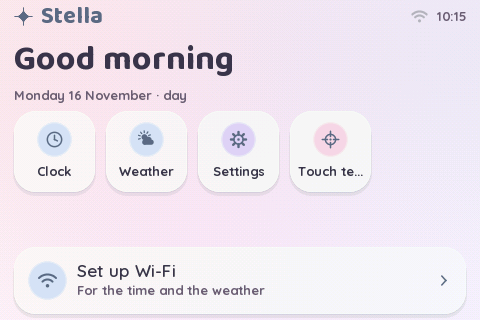 Stella
10:15
Good morning
Monday 16 November · day
Clock
Weather
Settings
Touch te...
Set up Wi-Fi
For the time and the weather